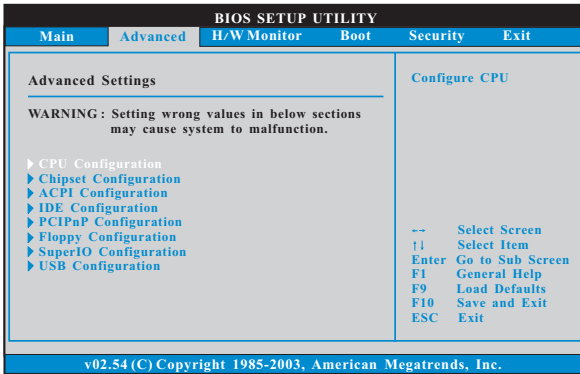 BIOS SETUP UTILITY
Main Advanced H/W Monitor Boot Security Exit
Advanced Settings
WARNING : Setting wrong values in below sections
may cause system to malfunction.
CPU Configuration
Chipset Configuration
ACPI Configuration
IDE Configuration
PCIPnP Configuration
Floppy Configuration
SuperIO Configuration
USB Configuration
Configure CPU
←→ Select Screen
↑↓ Select Item
Enter Go to Sub Screen
F1 General Help
F9 Load Defaults
F10 Save and Exit
ESC Exit
v02.54 (C) Copyright 1985-2003, American Megatrends, Inc.